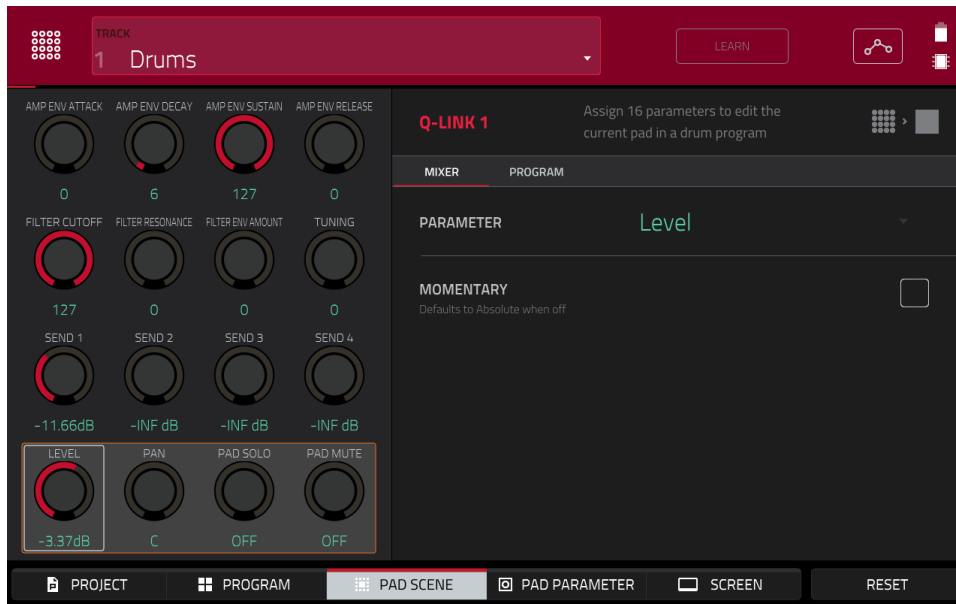 TRACK
1 Drums
LEARN
AMP ENV ATTACK AMP ENV DECAY AMP ENV SUSTAIN AMP ENV RELEASE
0 6 127 0
FILTER CUTOFF FILTER RESONANCE FILTER ENV AMOUNT TUNING
127 0 0 0
SEND 1 SEND 2 SEND 3 SEND 4
-11.66dB -INF dB -INF dB -INF dB
LEVEL PAN PAD SOLO PAD MUTE
-3.37dB C OFF OFF
Q-LINK 1
Assign 16 parameters to edit the
current pad in a drum program
MIXER PROGRAM
PARAMETER Level
MOMENTARY
Defaults to Absolute when off
PROJECT PROGRAM PAD SCENE PAD PARAMETER SCREEN RESET